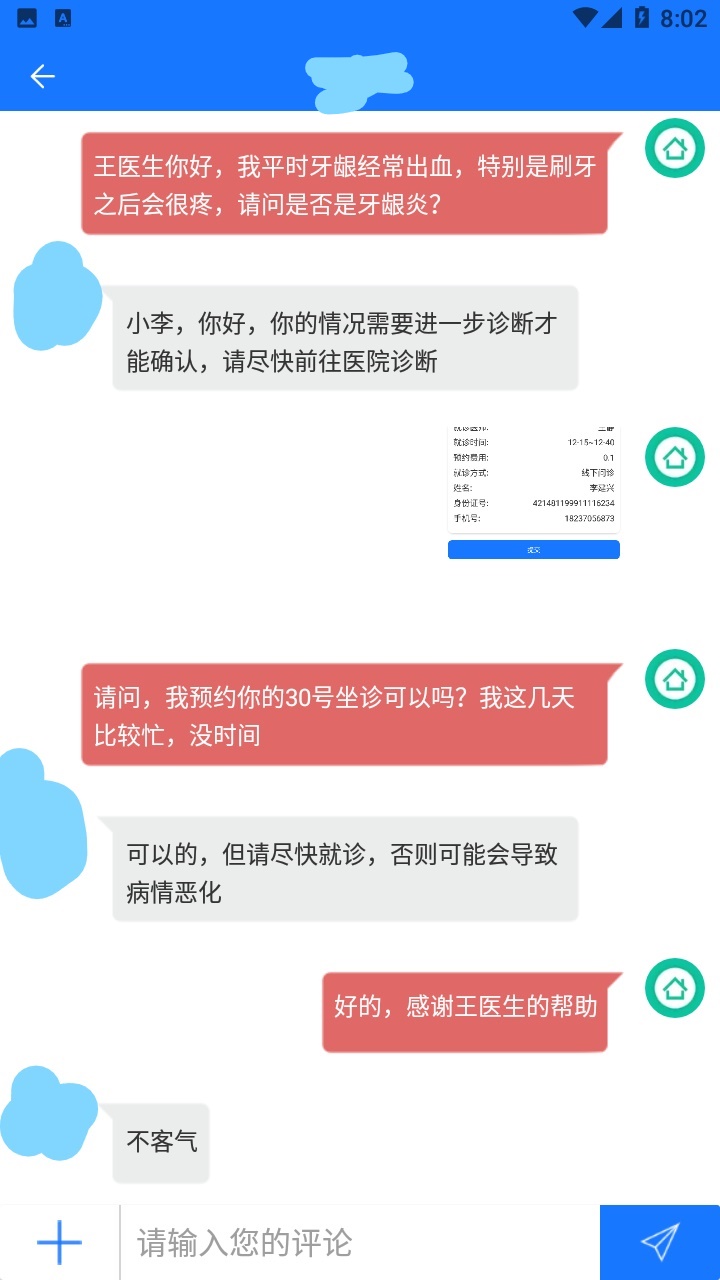 8:02
王医生你好，我平时牙龈经常出血，特别是刷牙
之后会很疼，请问是否是牙龈炎？
小李，你好，你的情况需要进一步诊断才
能确认，请尽快前往医院诊断
就诊时间: 12-15~12-40
预约费用: 0.1
就诊方式: 线下问诊
姓名: 李延兴
身份证号: 421481199911116234
手机号: 18237056873
提交
请问，我预约你的30号坐诊可以吗？我这几天
比较忙，没时间
可以的，但请尽快就诊，否则可能会导致
病情恶化
好的，感谢王医生的帮助
不客气
请输入您的评论